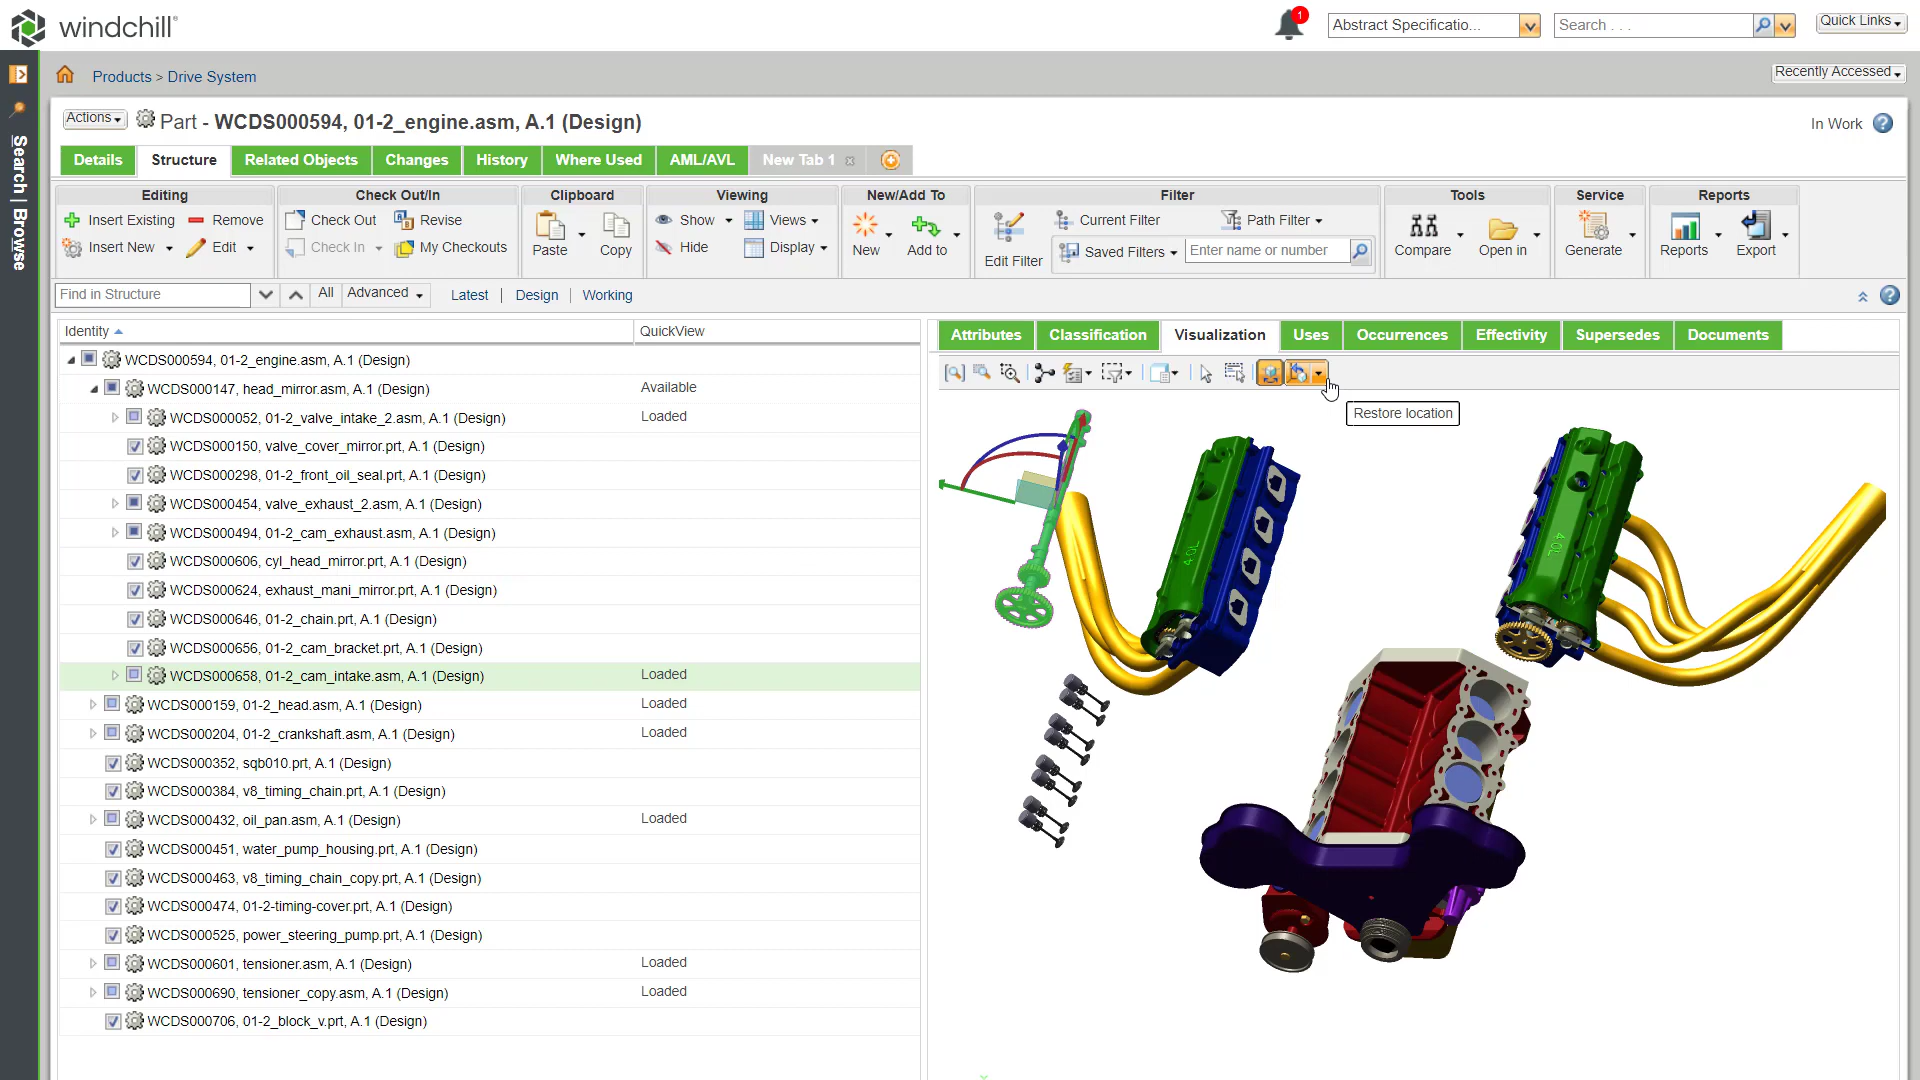 windchill®
1
Abstract Specificatio...
Search . . .
Quick Links
Products > Drive System
Recently Accessed
Search | Browse
Actions
Part - WCDS000594, 01-2_engine.asm, A.1 (Design)
In Work
Details Structure Related Objects Changes History Where Used AML/AVL New Tab 1
Editing Check Out/In Clipboard Viewing New/Add To Filter Tools Service Reports
Insert Existing Remove Check Out Revise Show Views Current Filter Path Filter
Insert New Edit Check In My Checkouts Paste Copy Hide Display New Add to Edit Filter Saved Filters Enter name or number Compare Open in Generate Reports Export
Find in Structure All Advanced Latest | Design | Working
Identity QuickView
WCDS000594, 01-2_engine.asm, A.1 (Design)
WCDS000147, head_mirror.asm, A.1 (Design) Available
WCDS000052, 01-2_valve_intake_2.asm, A.1 (Design) Loaded
WCDS000150, valve_cover_mirror.prt, A.1 (Design)
WCDS000298, 01-2_front_oil_seal.prt, A.1 (Design)
WCDS000454, valve_exhaust_2.asm, A.1 (Design)
WCDS000494, 01-2_cam_exhaust.asm, A.1 (Design)
WCDS000606, cyl_head_mirror.prt, A.1 (Design)
WCDS000624, exhaust_mani_mirror.prt, A.1 (Design)
WCDS000646, 01-2_chain.prt, A.1 (Design)
WCDS000656, 01-2_cam_bracket.prt, A.1 (Design)
WCDS000658, 01-2_cam_intake.asm, A.1 (Design) Loaded
WCDS000159, 01-2_head.asm, A.1 (Design) Loaded
WCDS000204, 01-2_crankshaft.asm, A.1 (Design) Loaded
WCDS000352, sqb010.prt, A.1 (Design)
WCDS000384, v8_timing_chain.prt, A.1 (Design)
WCDS000432, oil_pan.asm, A.1 (Design) Loaded
WCDS000451, water_pump_housing.prt, A.1 (Design)
WCDS000463, v8_timing_chain_copy.prt, A.1 (Design)
WCDS000474, 01-2-timing-cover.prt, A.1 (Design)
WCDS000525, power_steering_pump.prt, A.1 (Design)
WCDS000601, tensioner.asm, A.1 (Design) Loaded
WCDS000690, tensioner_copy.asm, A.1 (Design) Loaded
WCDS000706, 01-2_block_v.prt, A.1 (Design)
Attributes Classification Visualization Uses Occurrences Effectivity Supersedes Documents
Restore location
4.0L
4.0L